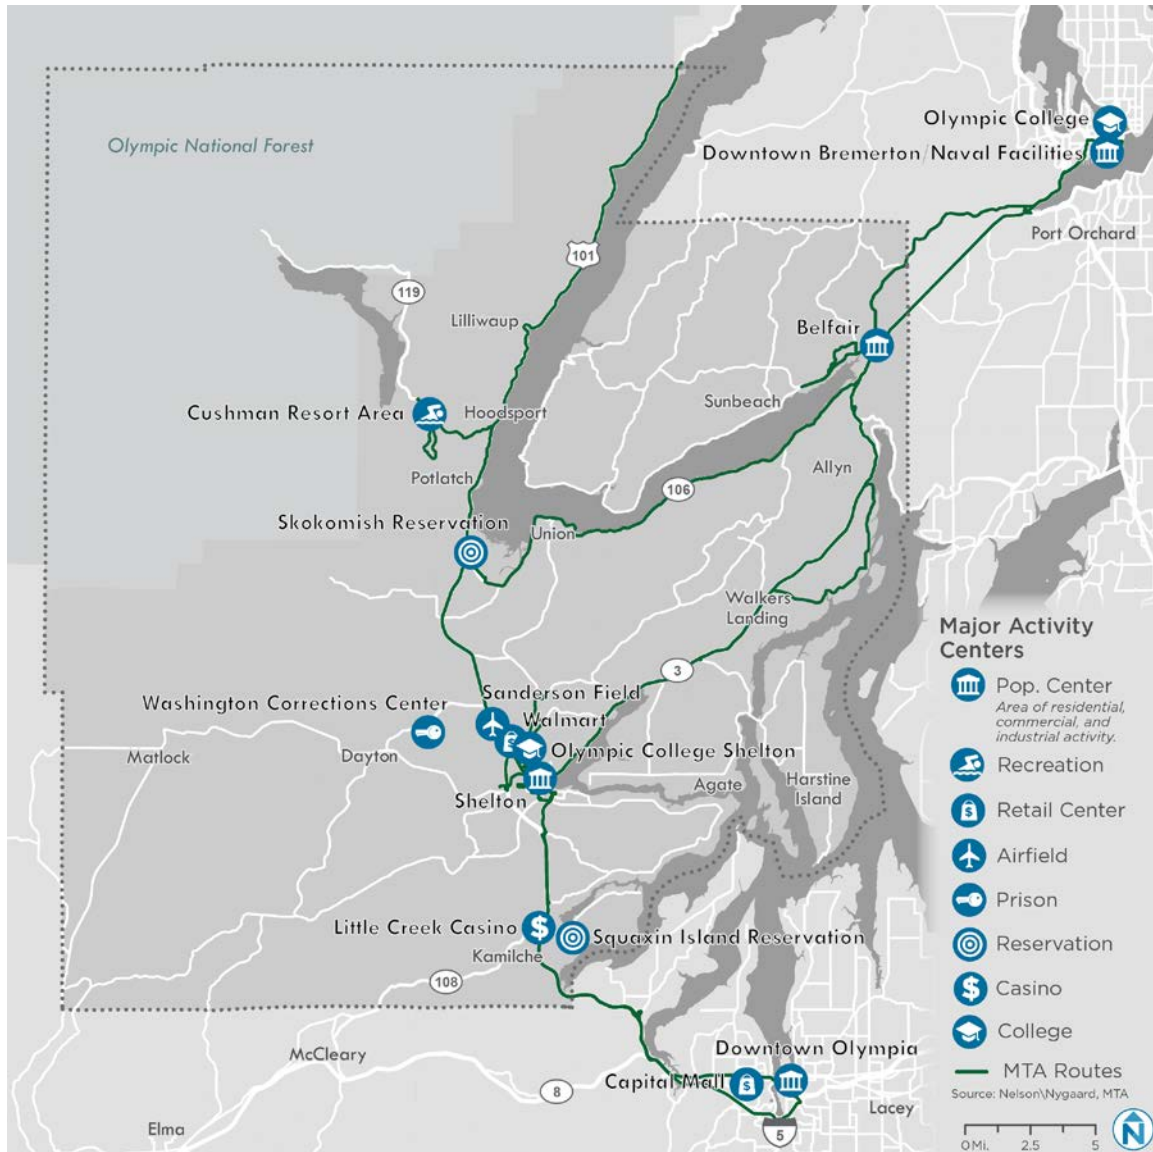 Olympic National Forest
Olympic College
Downtown Bremerton/Naval Facilities
Port Orchard
101
119
Lilliwaup
Belfair
Cushman Resort Area
Hoodsport
Sunbeach
Potlatch
Allyn
106
Skokomish Reservation
Union
Walkers
Landing
3
Washington Corrections Center
Sanderson Field
Walmart
Matlock
Dayton
Olympic College Shelton
Shelton
Agate
Harstine
Island
Little Creek Casino
Squaxin Island Reservation
Kamilche
108
McCleary
Downtown Olympia
Capital Mall
8
Lacey
Elma
5
Major Activity
Centers
Pop. Center
Area of residential,
commercial, and
industrial activity.
Recreation
Retail Center
Airfield
Prison
Reservation
$ Casino
College
MTA Routes
Source: Nelson\Nygaard, MTA
0 Mi. 2.5 5
N